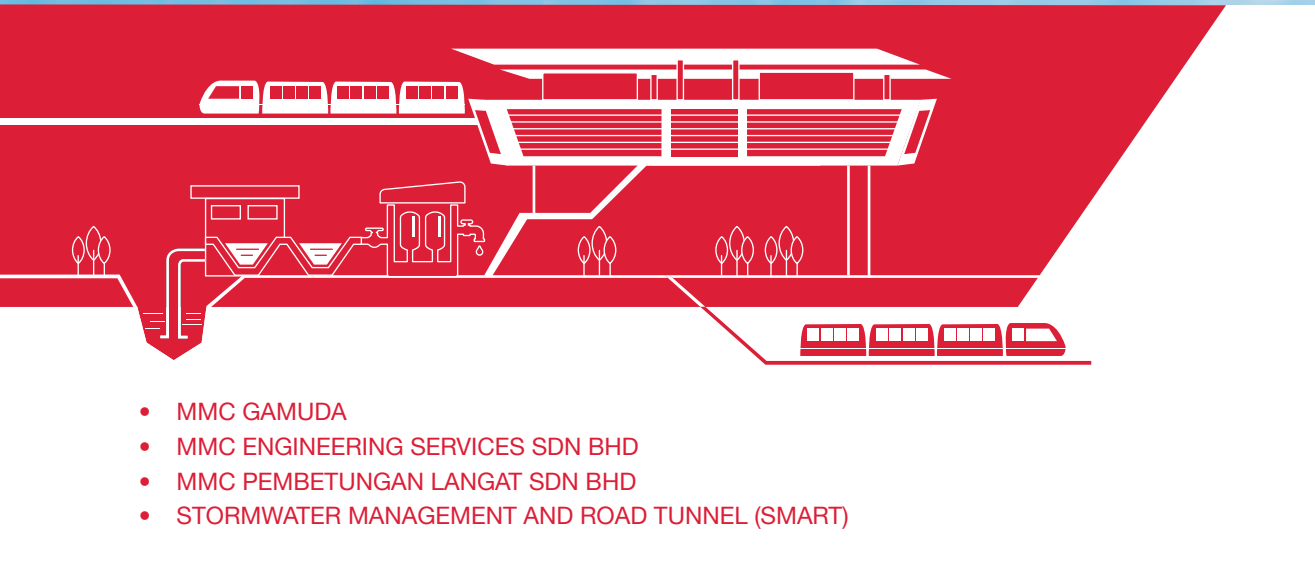 • MMC GAMUDA
• MMC ENGINEERING SERVICES SDN BHD
• MMC PEMBETUNGAN LANGAT SDN BHD
• STORMWATER MANAGEMENT AND ROAD TUNNEL (SMART)